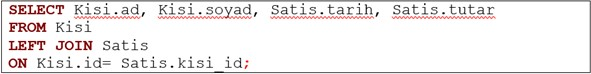 SELECT Kisi.ad, Kisi.soyad, Satis.tarih, Satis.tutar
FROM Kisi
LEFT JOIN Satis
ON Kisi.id= Satis.kisi_id;